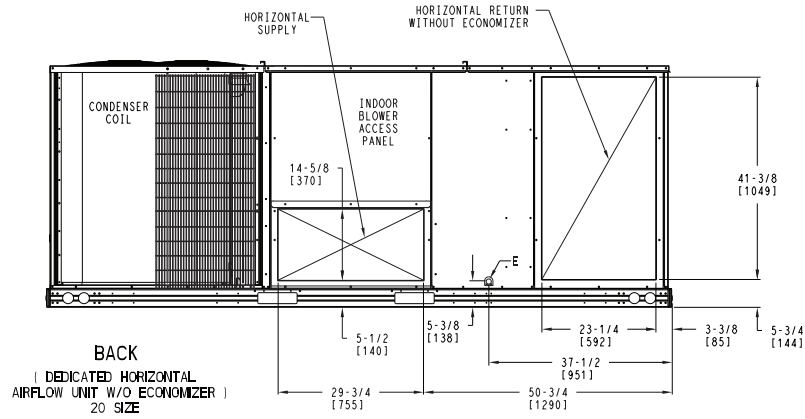 HORIZONTAL
SUPPLY
HORIZONTAL RETURN
WITHOUT ECONOMIZER
CONDENSER
COIL
INDOOR
BLOWER
ACCESS
PANEL
14-5/8
[370]
41-3/8
[1049]
E
5-1/2
[140]
5-3/8
[138]
23-1/4
[592]
3-3/8
[85]
5-3/4
[144]
37-1/2
[951]
29-3/4
[755]
50-3/4
[1290]
BACK
( DEDICATED HORIZONTAL
AIRFLOW UNIT W/O ECONOMIZER )
20 SIZE